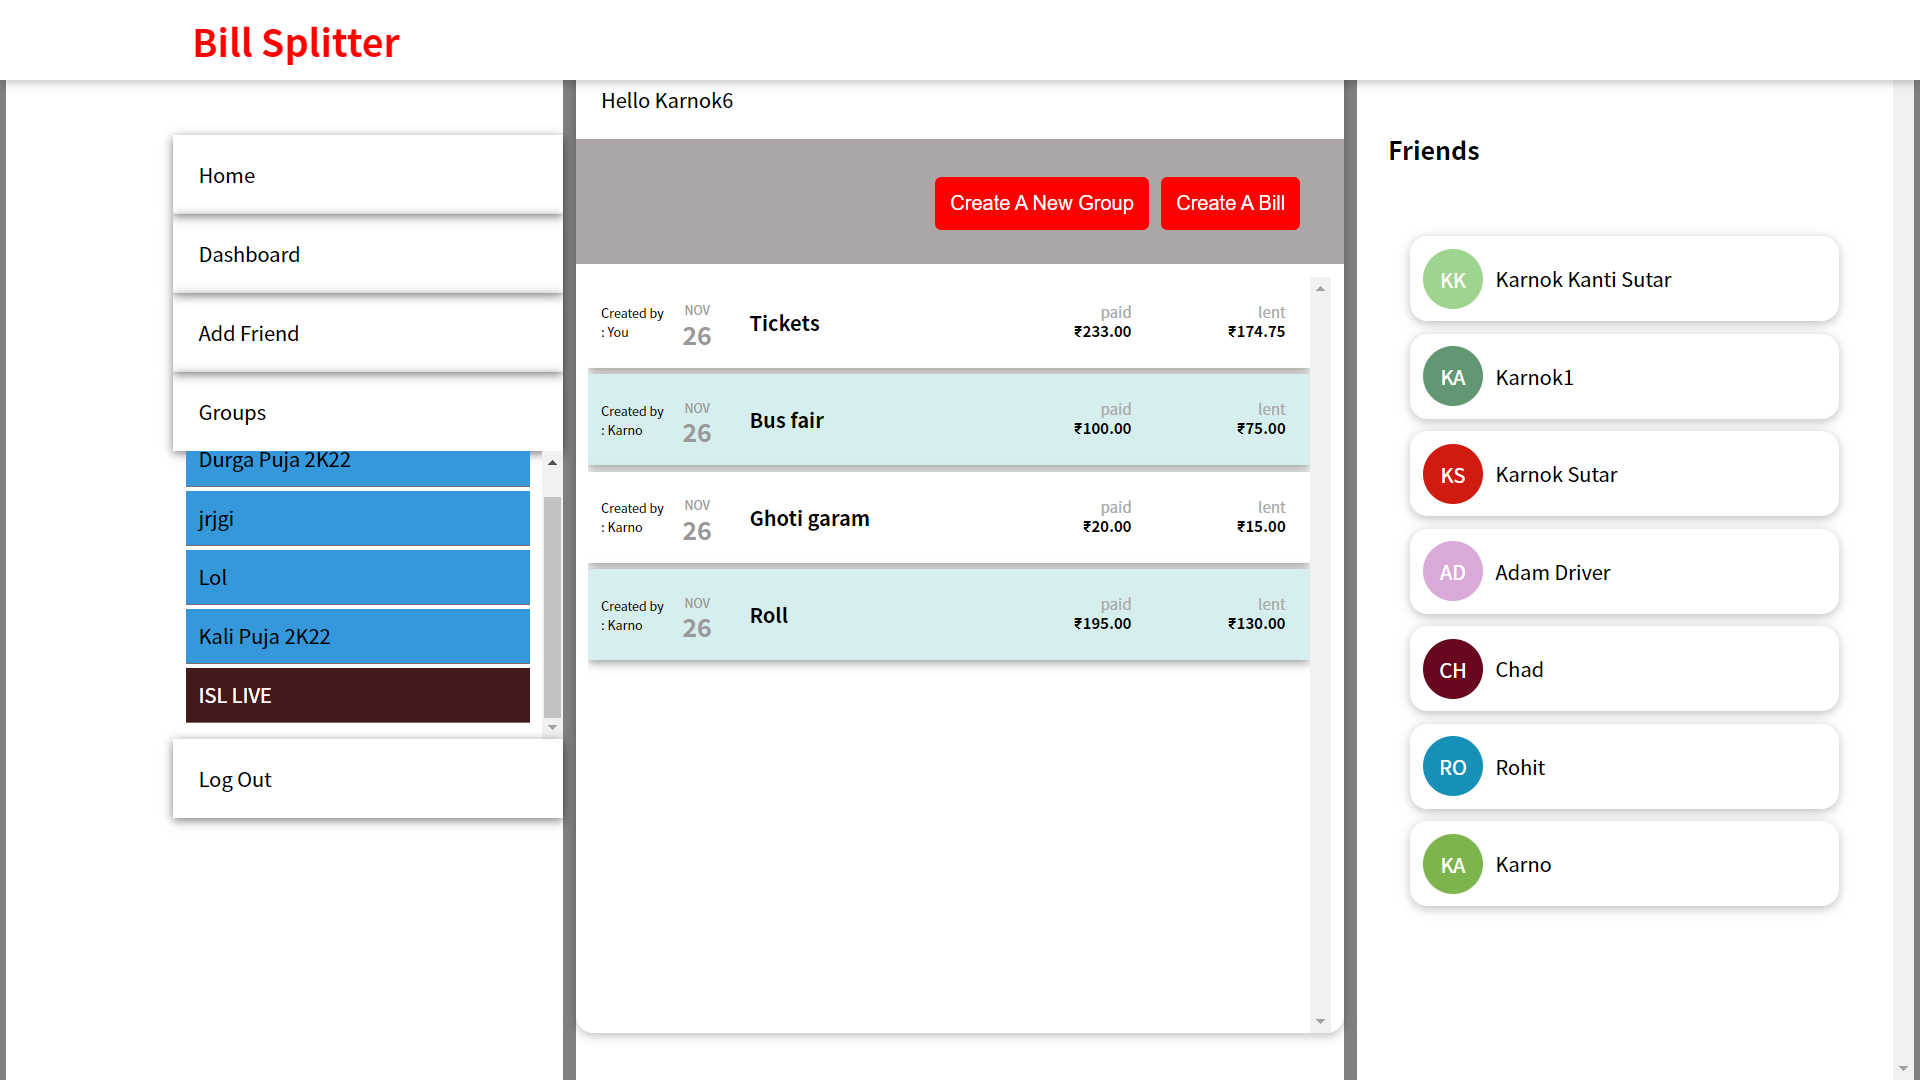 Bill Splitter
Home
Dashboard
Add Friend
Groups
Durga Puja 2K22
jrjgi
Lol
Kali Puja 2K22
ISL LIVE
Log Out
Hello Karnok6
Create A New Group
Create A Bill
Created by
: You
NOV
26
Tickets
paid
₹233.00
lent
₹174.75
Created by
: Karno
NOV
26
Bus fair
paid
₹100.00
lent
₹75.00
Created by
: Karno
NOV
26
Ghoti garam
paid
₹20.00
lent
₹15.00
Created by
: Karno
NOV
26
Roll
paid
₹195.00
lent
₹130.00
Friends
KK
Karnok Kanti Sutar
KA
Karnok1
KS
Karnok Sutar
AD
Adam Driver
CH
Chad
RO
Rohit
KA
Karno